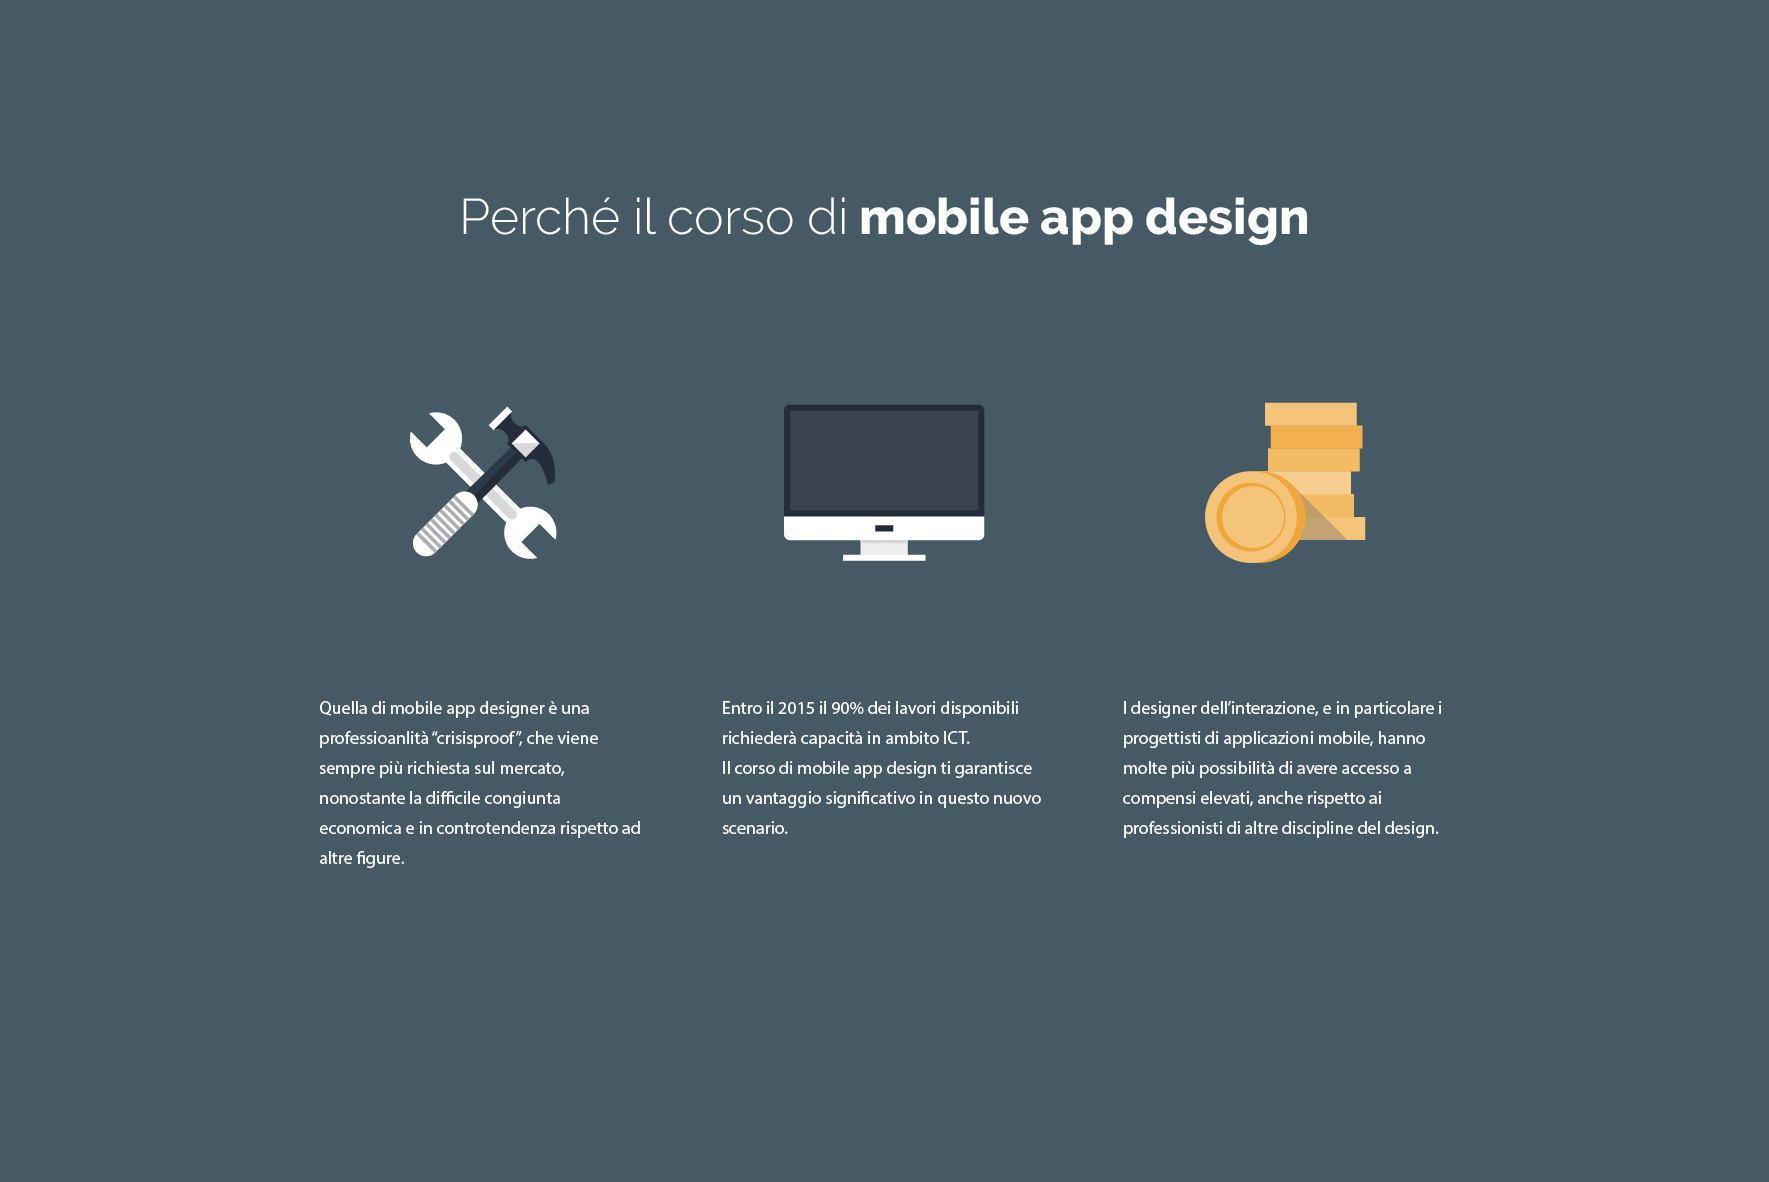 Perché il corso di mobile app design
Quella di mobile app designer è una
professioanlità “crisisproof”, che viene
sempre più richiesta sul mercato,
nonostante la difficile congiunta
economica e in controtendenza rispetto ad
altre figure.
Entro il 2015 il 90% dei lavori disponibili
richiederà capacità in ambito ICT.
Il corso di mobile app design ti garantisce
un vantaggio significativo in questo nuovo
scenario.
I designer dell’interazione, e in particolare i
progettisti di applicazioni mobile, hanno
molte più possibilità di avere accesso a
compensi elevati, anche rispetto ai
professionisti di altre discipline del design.